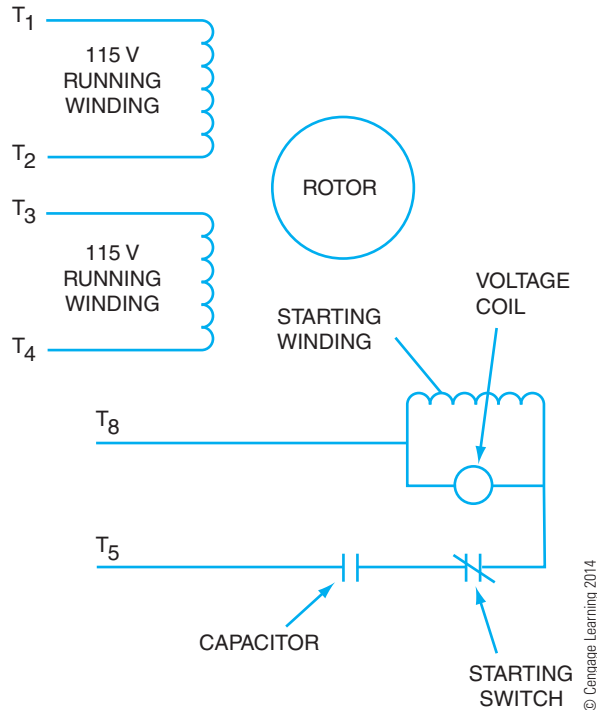 T1
115 V
RUNNING
WINDING
T2
T3
115 V
RUNNING
WINDING
T4
ROTOR
STARTING
WINDING
VOLTAGE
COIL
T8
T5
CAPACITOR
STARTING
SWITCH
© Cengage Learning 2014